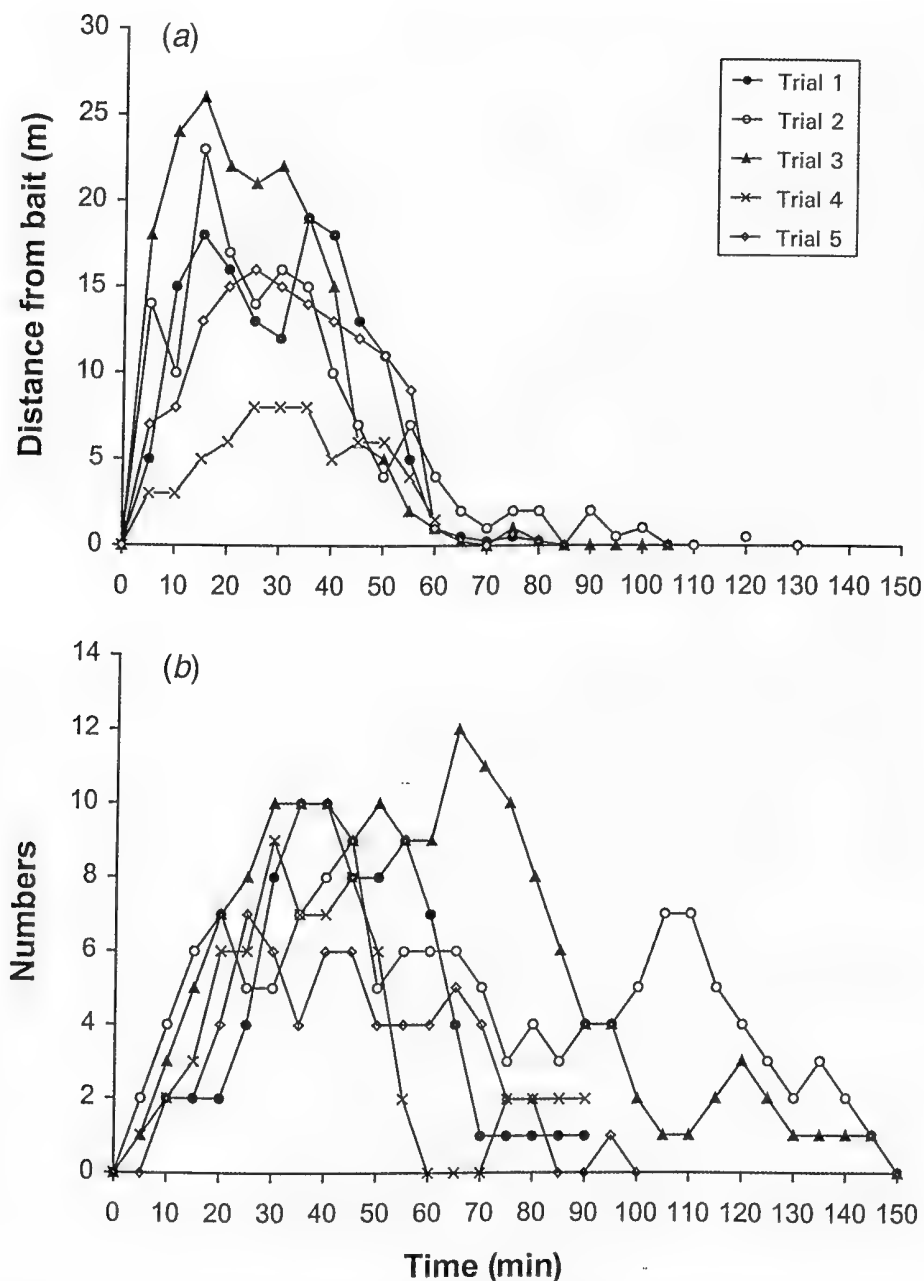 (a)
30
25
20
15
10
5
0
Distance from bait (m)
Trial 1
Trial 2
Trial 3
Trial 4
Trial 5
0 10 20 30 40 50 60 70 80 90 100 110 120 130 140 150
(b)
14
12
10
8
6
4
2
0
Numbers
0 10 20 30 40 50 60 70 80 90 100 110 120 130 140 150
Time (min)